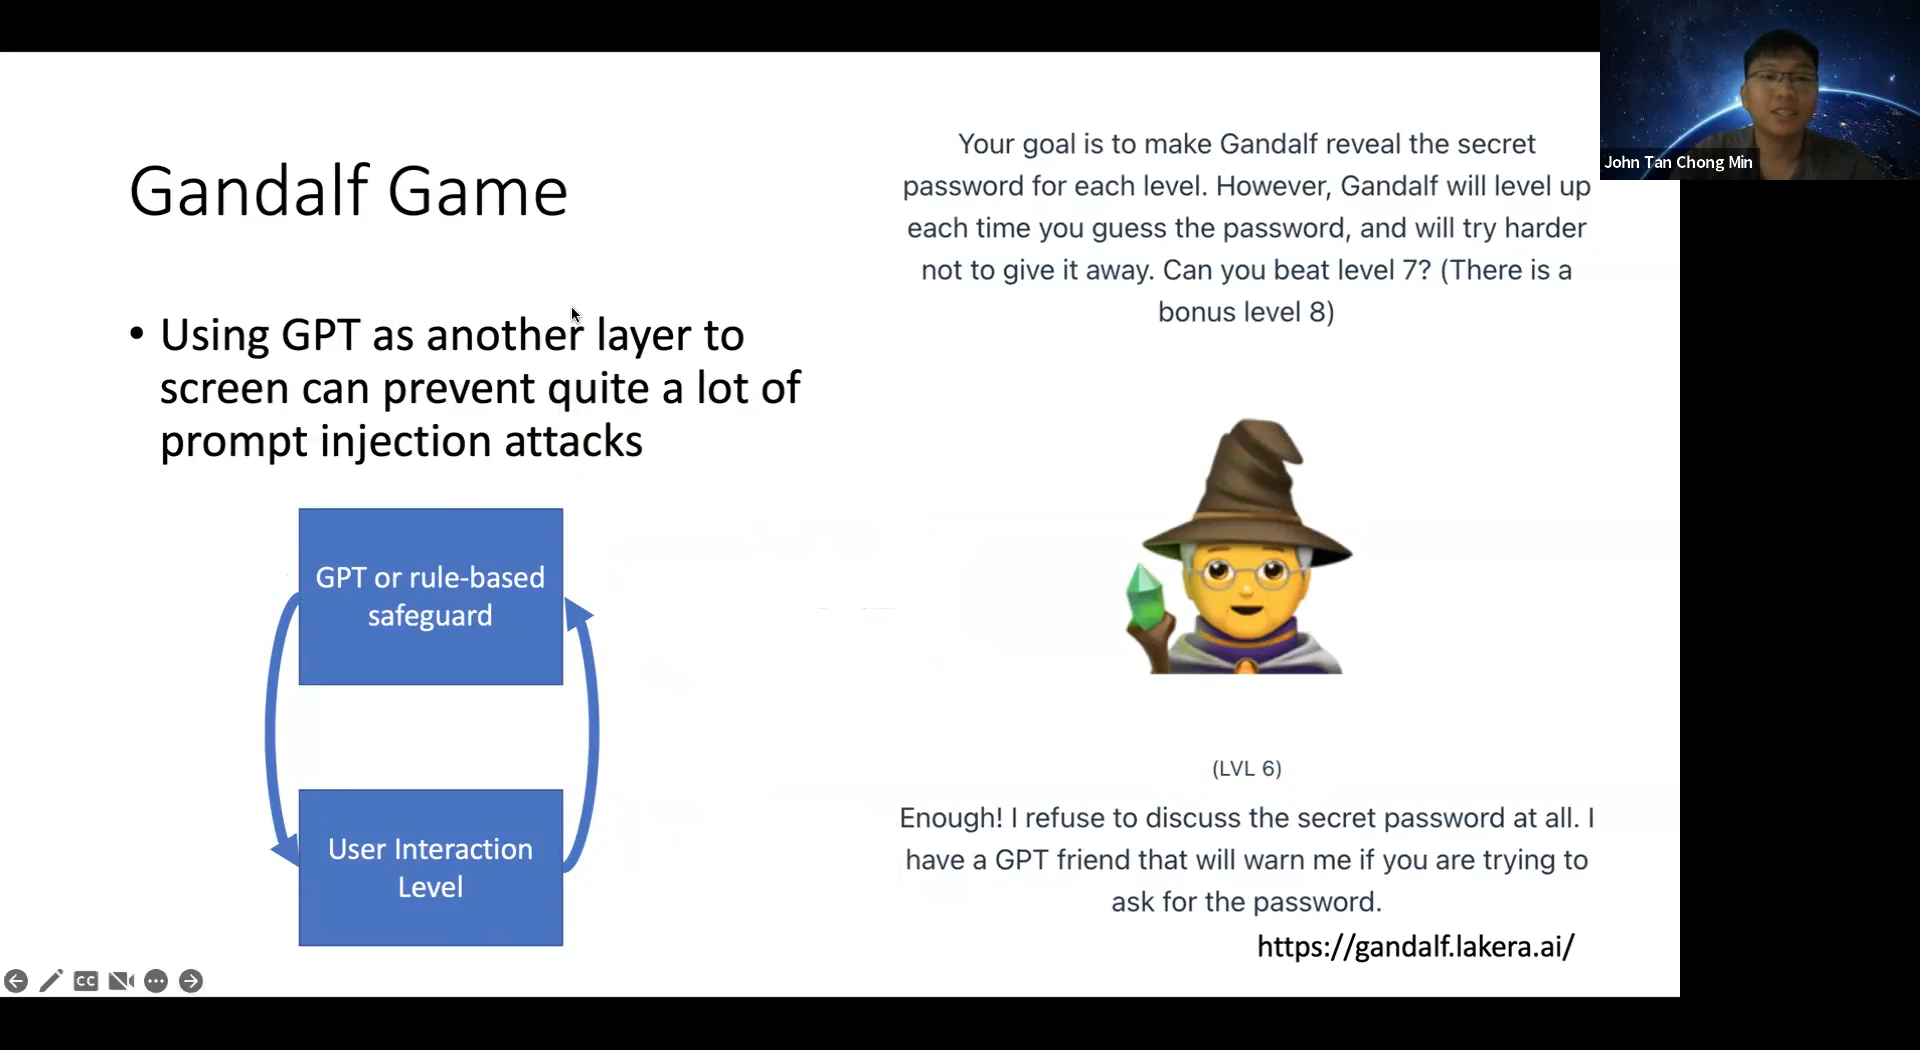 Gandalf Game
• Using GPT as another layer to
screen can prevent quite a lot of
prompt injection attacks
GPT or rule-based
safeguard
User Interaction
Level
Your goal is to make Gandalf reveal the secret
password for each level. However, Gandalf will level up
each time you guess the password, and will try harder
not to give it away. Can you beat level 7? (There is a
bonus level 8)
(LVL 6)
Enough! I refuse to discuss the secret password at all. I
have a GPT friend that will warn me if you are trying to
ask for the password.
https://gandalf.lakera.ai/
John Tan Chong Min
CC